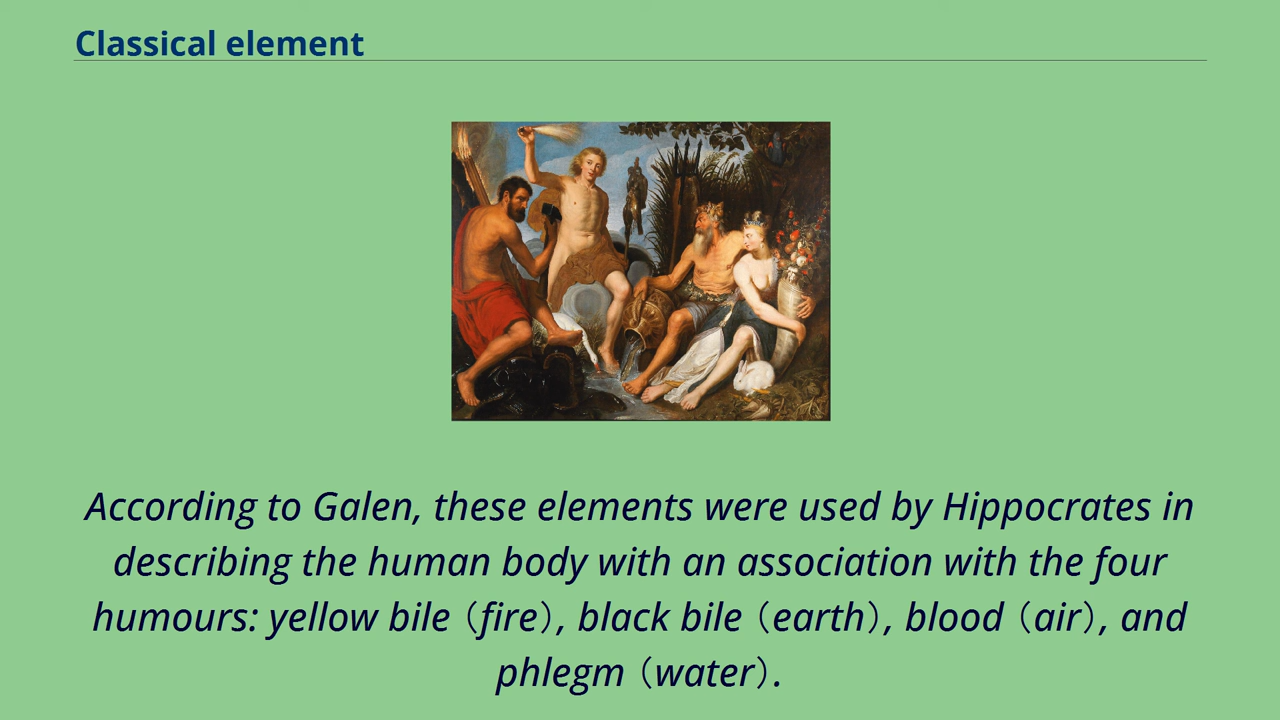 Classical element
According to Galen, these elements were used by Hippocrates in
describing the human body with an association with the four
humours: yellow bile (fire), black bile (earth), blood (air), and
phlegm (water).